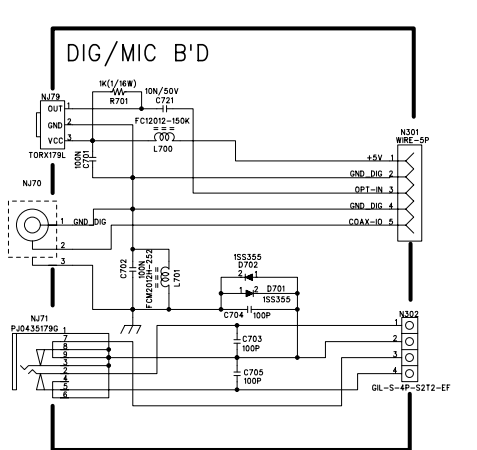 DIG/MIC B'D
1K(1/16W)
R701
10N/50V
C721
NJ79
OUT 1
GND 2
VCC 3
TORX179L
100N
C701
FC12012-150K
L700
N301
WIRE-5P
+5V 1
GND_DIG 2
OPT-IN 3
GND_DIG 4
COAX-IO 5
NJ70
1 GND_DIG
2
3
C702
100N
FCM2012H-252
L701
1SS355
D702
2 1
1 2 D701
1SS355
C704 100P
NJ71
PJ0435179G
1
7
8
9
3
2
4
5
6
C703
100P
C705
100P
N302
1
2
3
4
GIL-S-4P-S2T2-EF